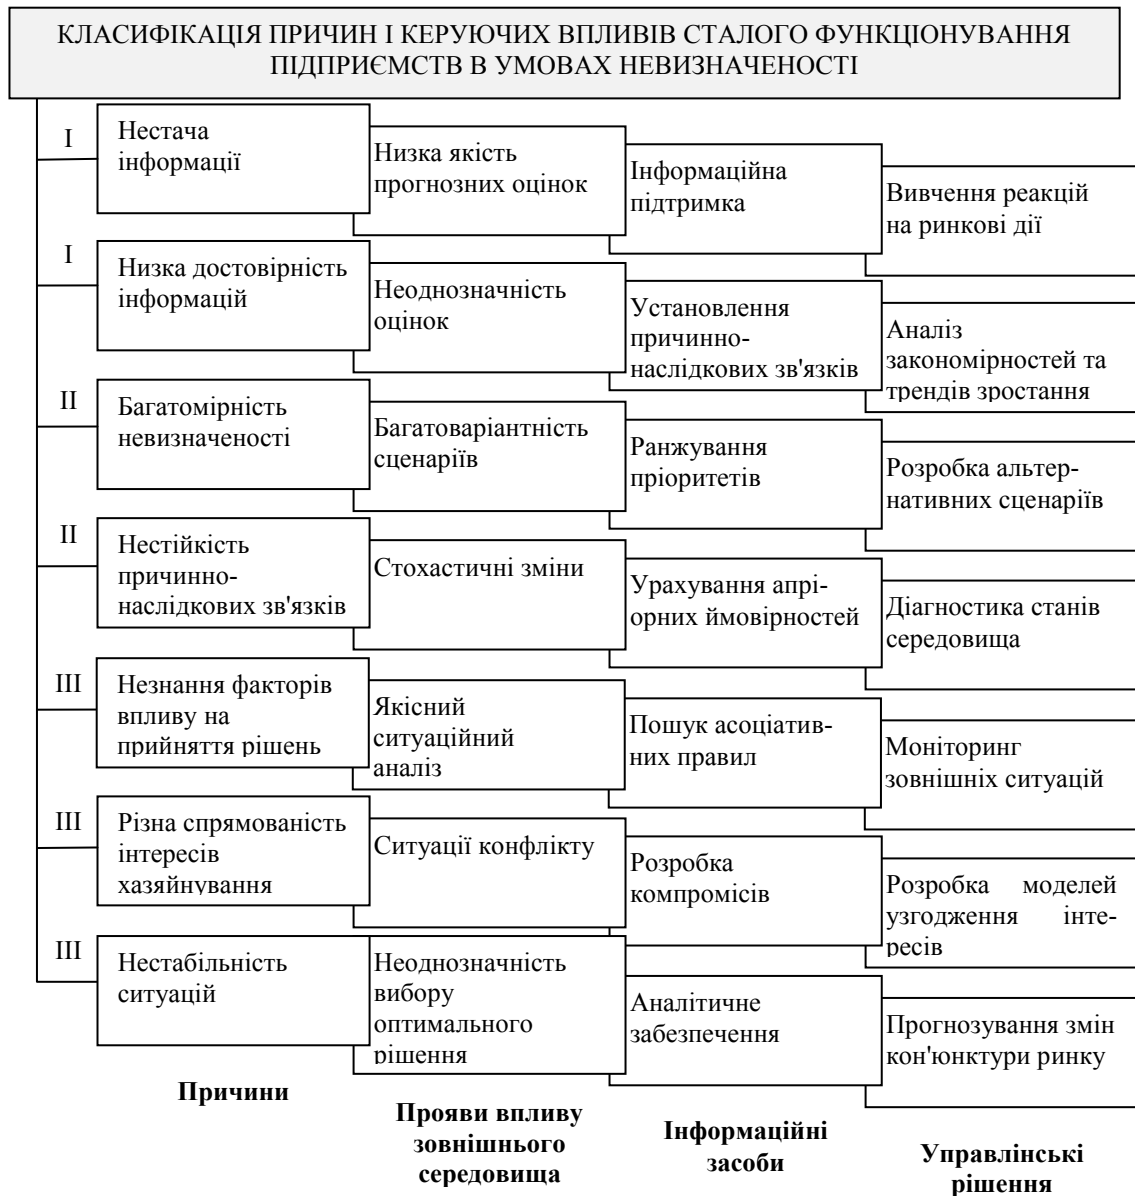 КЛАСИФІКАЦІЯ ПРИЧИН І КЕРУЮЧИХ ВПЛИВІВ СТАЛОГО ФУНКЦІОНУВАННЯ
ПІДПРИЄМСТВ В УМОВАХ НЕВИЗНАЧЕНОСТІ
I
Нестача
інформації
Низка якість
прогнозних оцінок
Інформаційна
підтримка
Вивчення реакцій
на ринкові дії
I
Низка достовірність
інформацій
Неоднозначність
оцінок
Установлення
причинно-
наслідкових зв'язків
Аналіз
закономірностей та
трендів зростання
II
Багатомірність
невизначеності
Багатоваріантність
сценаріїв
Ранжування
пріоритетів
Розробка альтер-
нативних сценаріїв
II
Нестійкість
причинно-
наслідкових зв'язків
Стохастичні зміни
Урахування апрі-
орних ймовірностей
Діагностика станів
середовища
III
Незнання факторів
впливу на
прийняття рішень
Якісний
ситуаційний
аналіз
Пошук асоціатив-
них правил
Моніторинг
зовнішніх ситуацій
III
Різна спрямованість
інтересів
хазяйнування
Ситуації конфлікту
Розробка
компромісів
Розробка моделей
узгодження інте-
ресів
III
Нестабільність
ситуацій
Неоднозначність
вибору
оптимального
рішення
Аналітичне
забезпечення
Прогнозування змін
кон'юнктури ринку
Причини
Прояви впливу
зовнішнього
середовища
Інформаційні
засоби
Управлінські
рішення